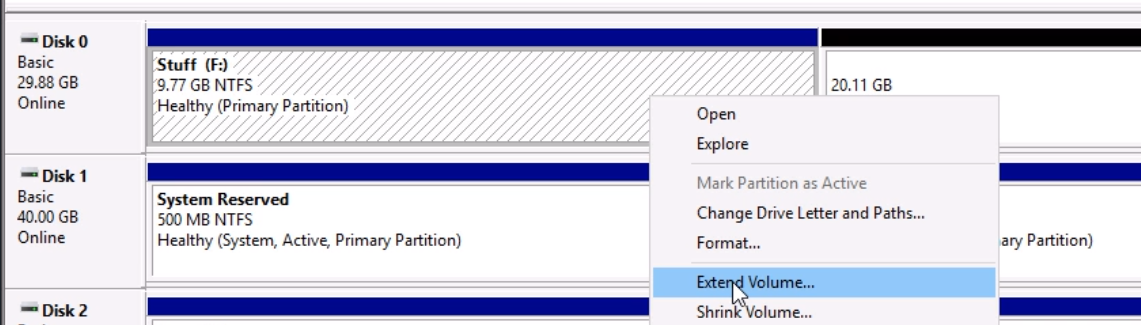 Disk 0
Basic
29.88 GB
Online
Stuff (F:)
9.77 GB NTFS
Healthy (Primary Partition)
20.11 GB
Open
Explore
Mark Partition as Active
Change Drive Letter and Paths...
Format...
Extend Volume...
Shrink Volume...
Disk 1
Basic
40.00 GB
Online
System Reserved
500 MB NTFS
Healthy (System, Active, Primary Partition)
ary Partition)
Disk 2